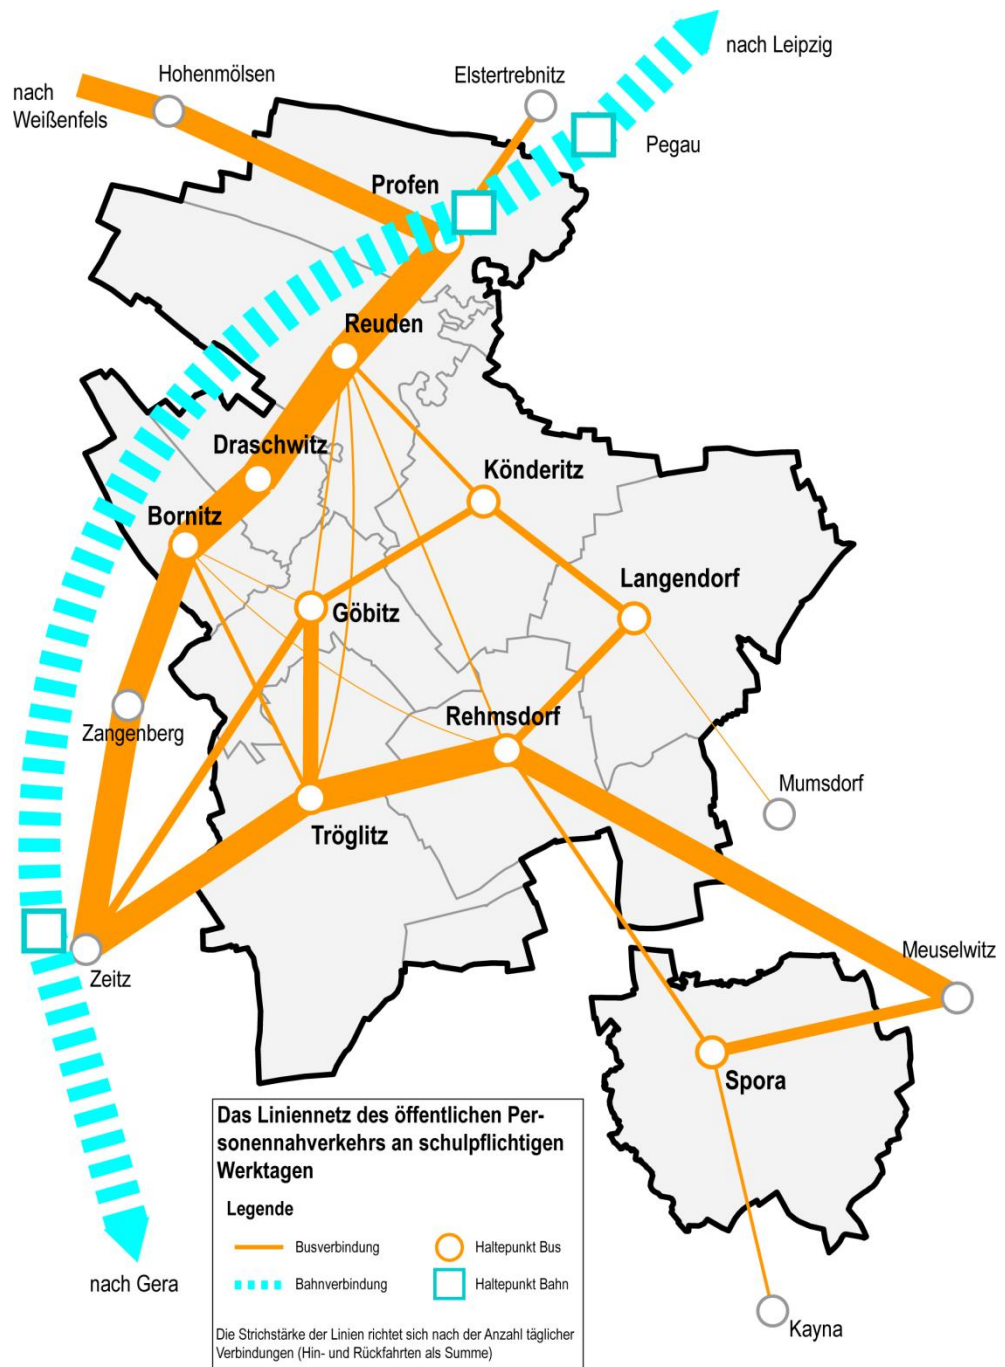 nach Leipzig
Hohenmölsen
Elstertrebnitz
nach
Weißenfels
Pegau
Profen
Reuden
Draschwitz
Könderitz
Bornitz
Langendorf
Göbitz
Rehmsdorf
Zangenberg
Mumsdorf
Tröglitz
Meuselwitz
Zeitz
Spora
Das Liniennetz des öffentlichen Per-
sonennahverkehrs an schulpflichtigen
Werktagen
Legende
Busverbindung
Haltepunkt Bus
Bahnverbindung
Haltepunkt Bahn
nach Gera
Kayna
Die Strichstärke der Linien richtet sich nach der Anzahl täglicher
Verbindungen (Hin- und Rückfahrten als Summe)